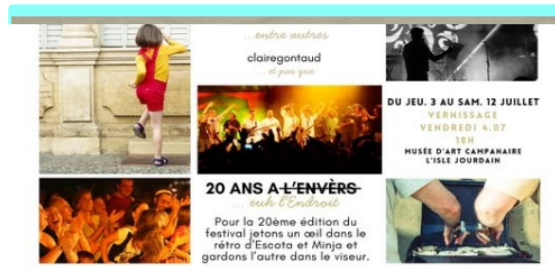 ...entre autres
clairegontaud
... et pas que
DU JEU. 3 AU SAM. 12 JUILLET
VERNISSAGE
VENDREDI 4.07
18H
MUSÉE D'ART CAMPANAIRE
L'ISLE JOURDAIN
20 ANS A L'ENVÈRS
... euh l'Endroit
Pour la 20ème édition du
festival jetons un œil dans le
rétro d'Escota et Minja et
gardons l'autre dans le viseur.